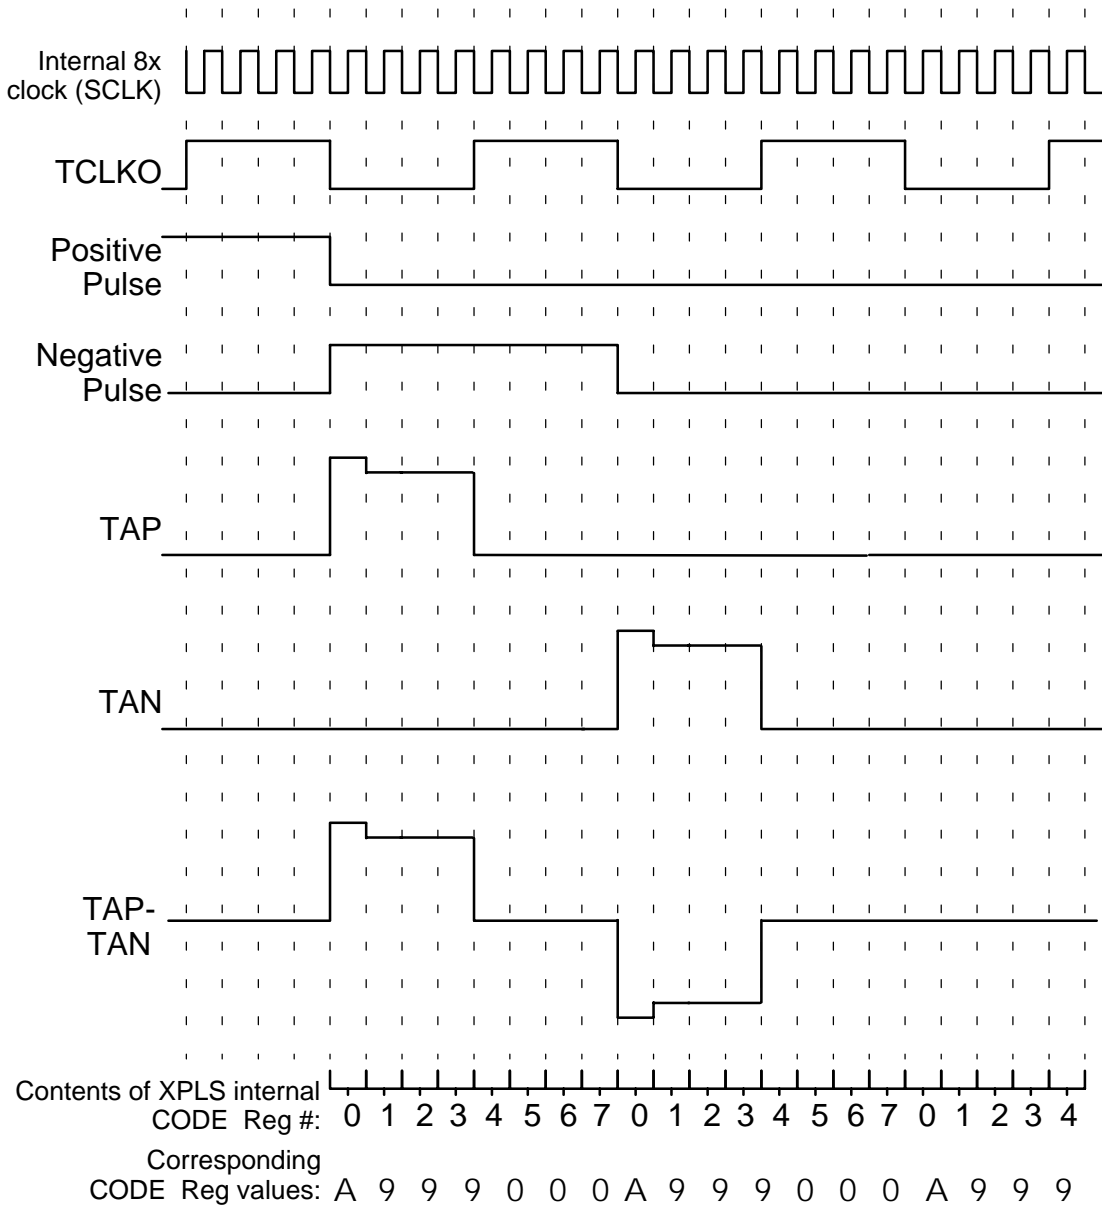 Internal 8x
clock (SCLK)
TCLKO
Positive
Pulse
Negative
Pulse
TAP
TAN
TAP-
TAN
Contents of XPLS internal
CODE Reg #: 0 1 2 3 4 5 6 7 0 1 2 3 4 5 6 7 0 1 2 3 4
Corresponding
CODE Reg values: A 9 9 9 0 0 0 A 9 9 9 0 0 0 A 9 9 9